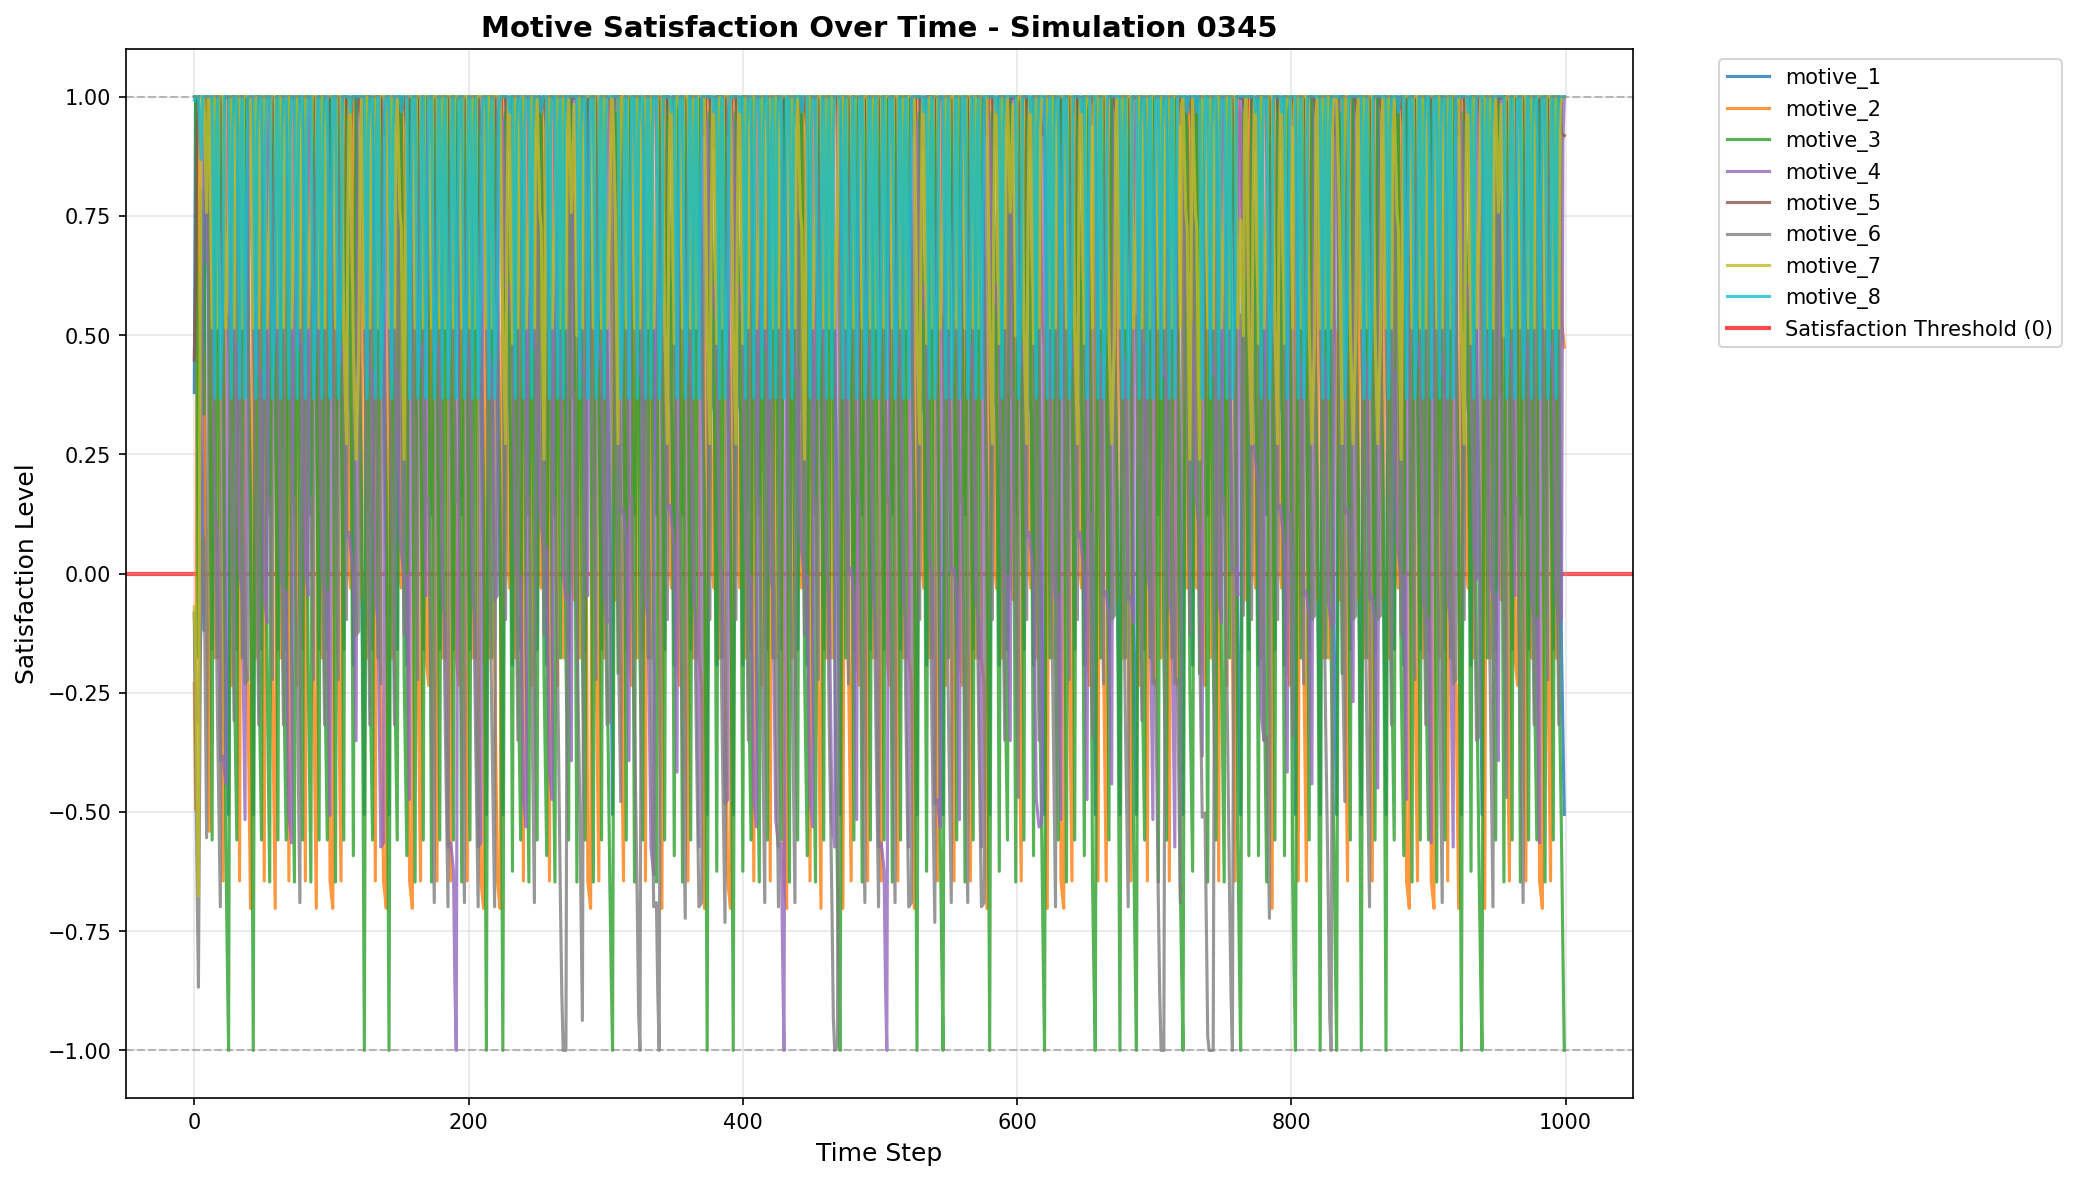 Motive Satisfaction Over Time - Simulation 0345
1.00
0.75
0.50
0.25
0.00
−0.25
−0.50
−0.75
−1.00
Satisfaction Level
0
200
400
600
800
1000
Time Step
motive_1
motive_2
motive_3
motive_4
motive_5
motive_6
motive_7
motive_8
Satisfaction Threshold (0)